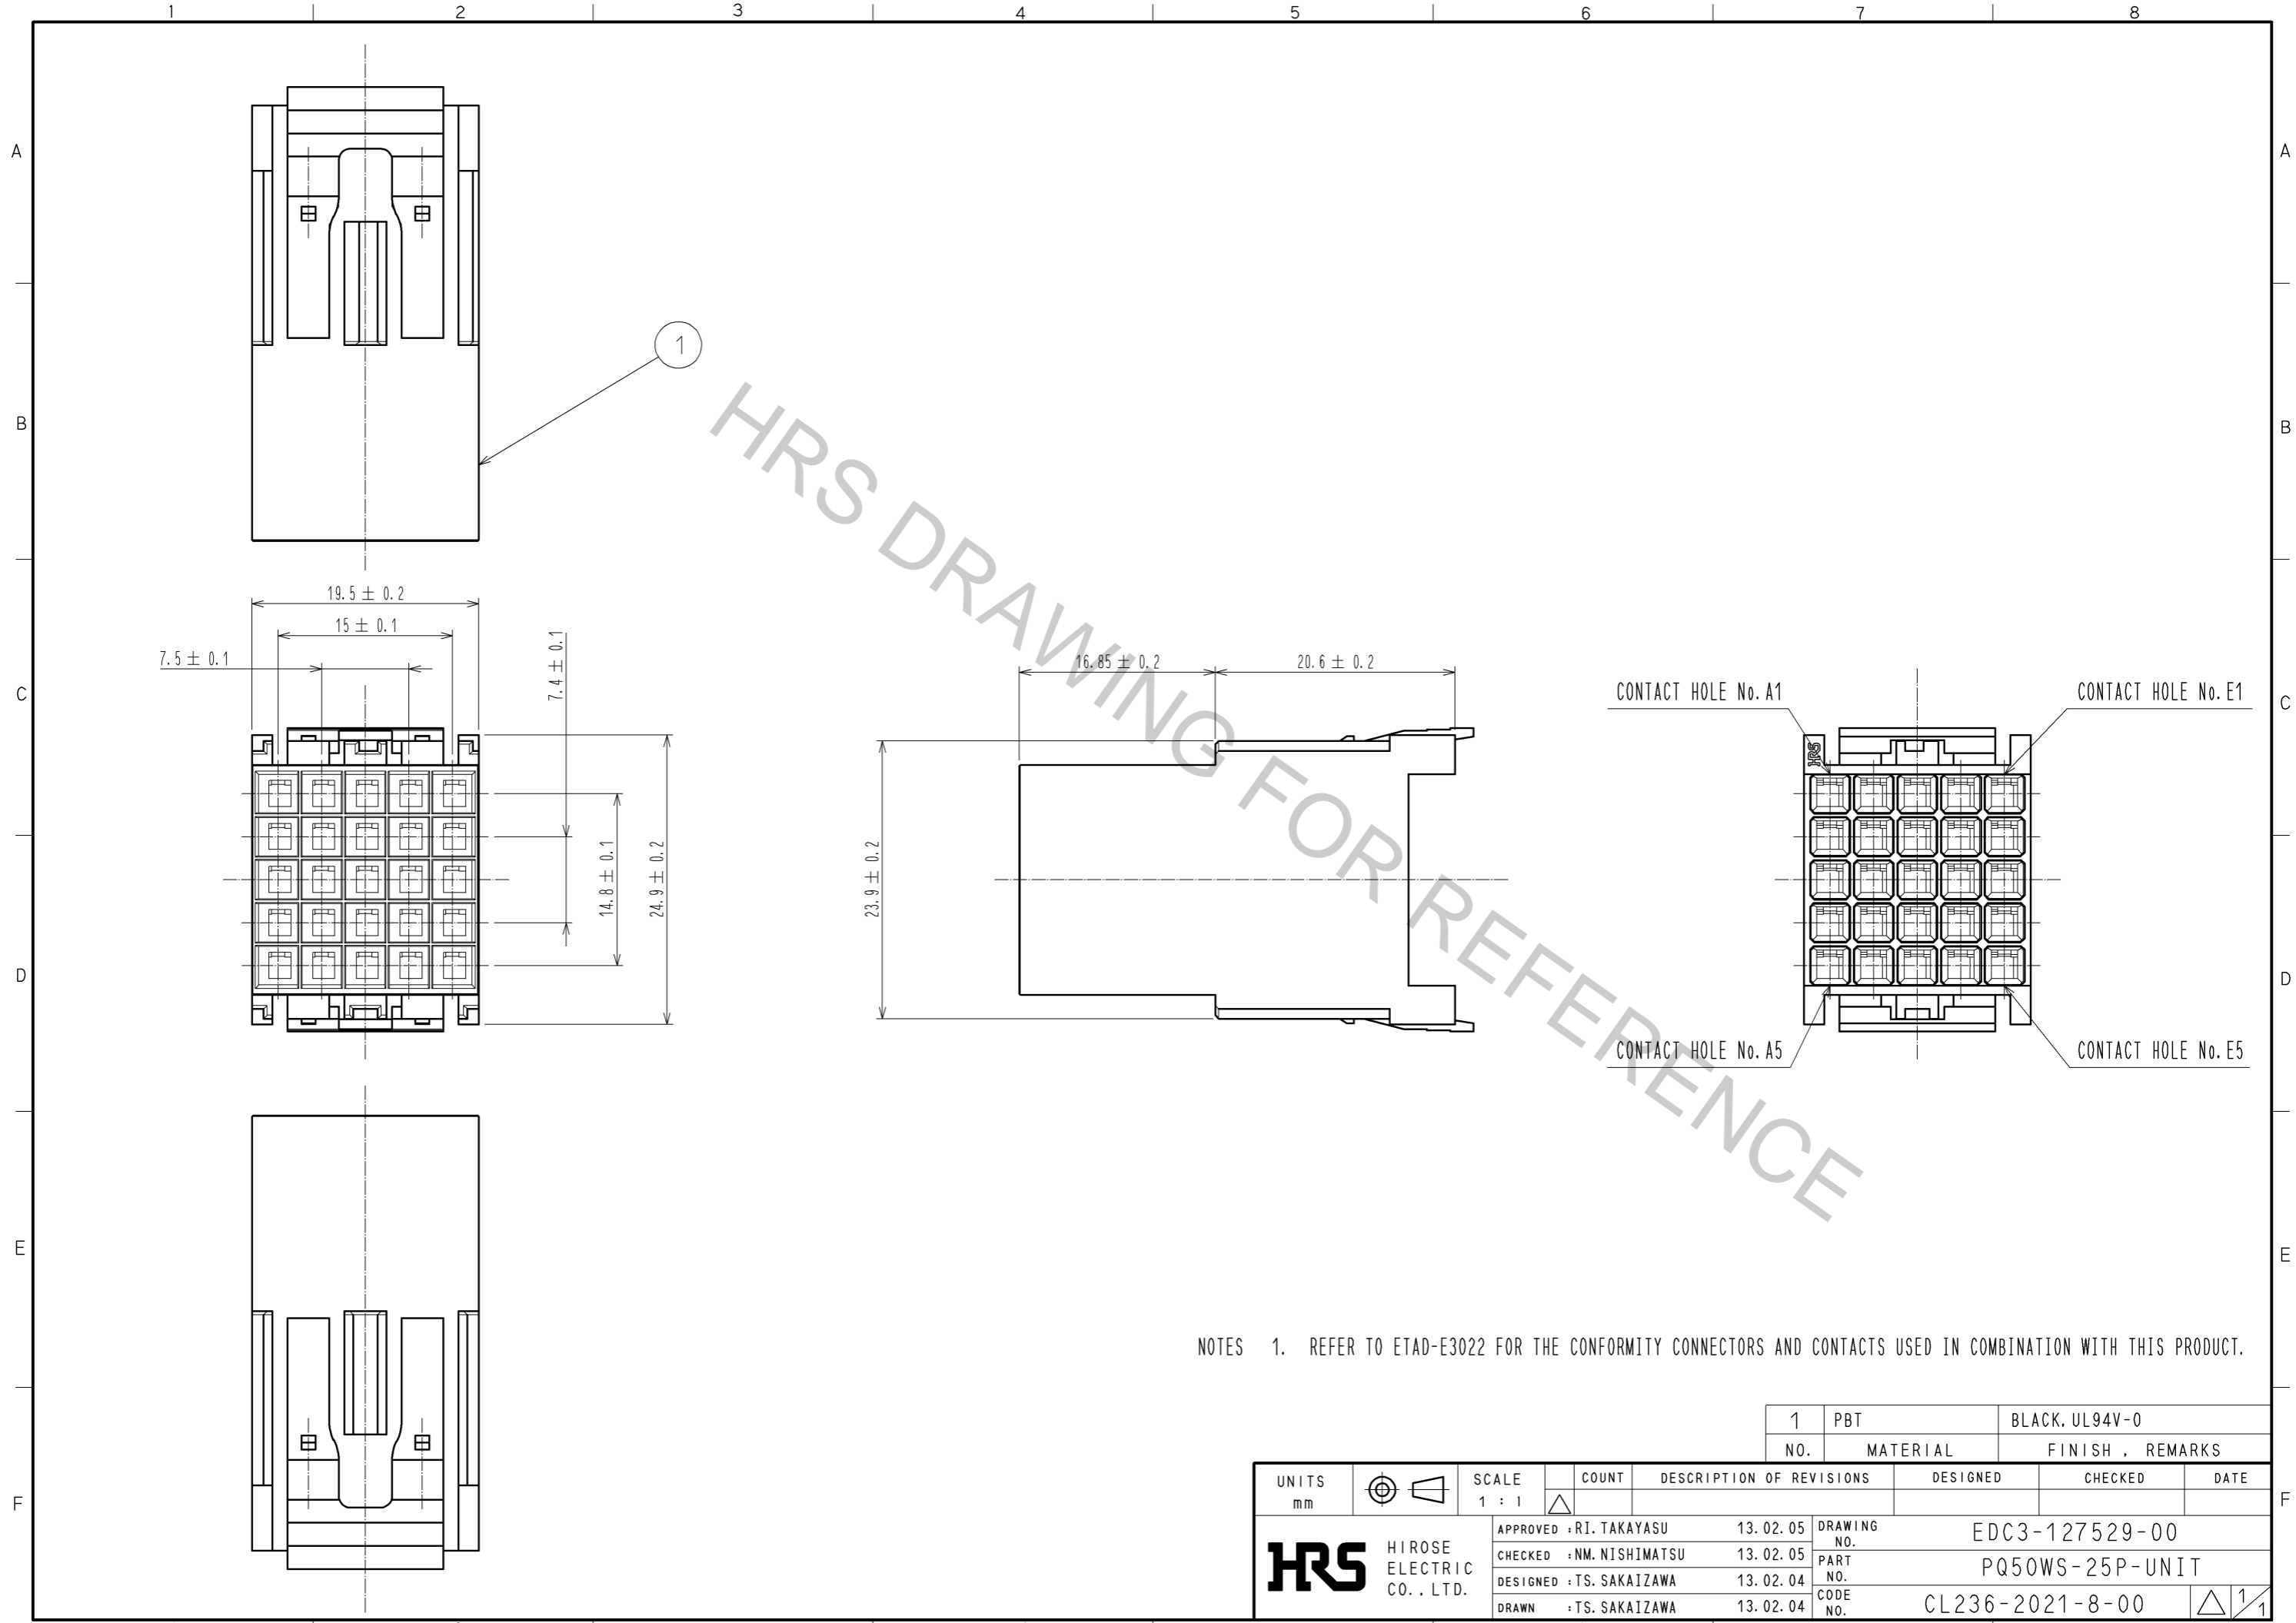 1 2 3 4 5 6 7 8
A A
B B
C C
D D
E E
F F
1
HRS DRAWING FOR REFERENCE
19.5 ± 0.2
15 ± 0.1
7.5 ± 0.1
7.4 ± 0.1
14.8 ± 0.1
24.9 ± 0.2
16.85 ± 0.2
20.6 ± 0.2
23.9 ± 0.2
CONTACT HOLE No. A1
CONTACT HOLE No. E1
HRS
CONTACT HOLE No. A5
CONTACT HOLE No. E5
NOTES 1. REFER TO ETAD-E3022 FOR THE CONFORMITY CONNECTORS AND CONTACTS USED IN COMBINATION WITH THIS PRODUCT.
1 PBT BLACK, UL94V-0
NO. MATERIAL FINISH , REMARKS
UNITS mm
SCALE 1 : 1
COUNT DESCRIPTION OF REVISIONS DESIGNED CHECKED DATE
HRS
HIROSE
ELECTRIC
CO., LTD.
APPROVED : RI. TAKAYASU 13.02.05
CHECKED : NM. NISHIMATSU 13.02.05
DESIGNED : TS. SAKAIZAWA 13.02.04
DRAWN : TS. SAKAIZAWA 13.02.04
DRAWING NO. EDC3-127529-00
PART NO. PQ50WS-25P-UNIT
CODE NO. CL236-2021-8-00
1/1